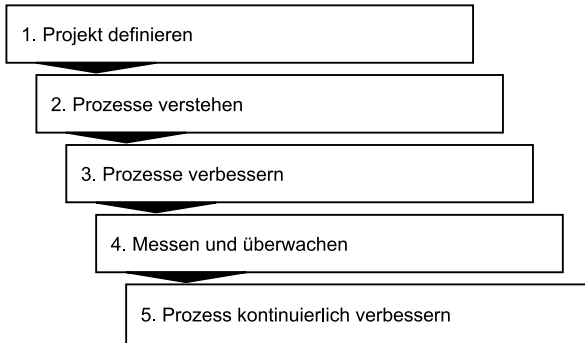 1. Projekt definieren
2. Prozesse verstehen
3. Prozesse verbessern
4. Messen und überwachen
5. Prozess kontinuierlich verbessern